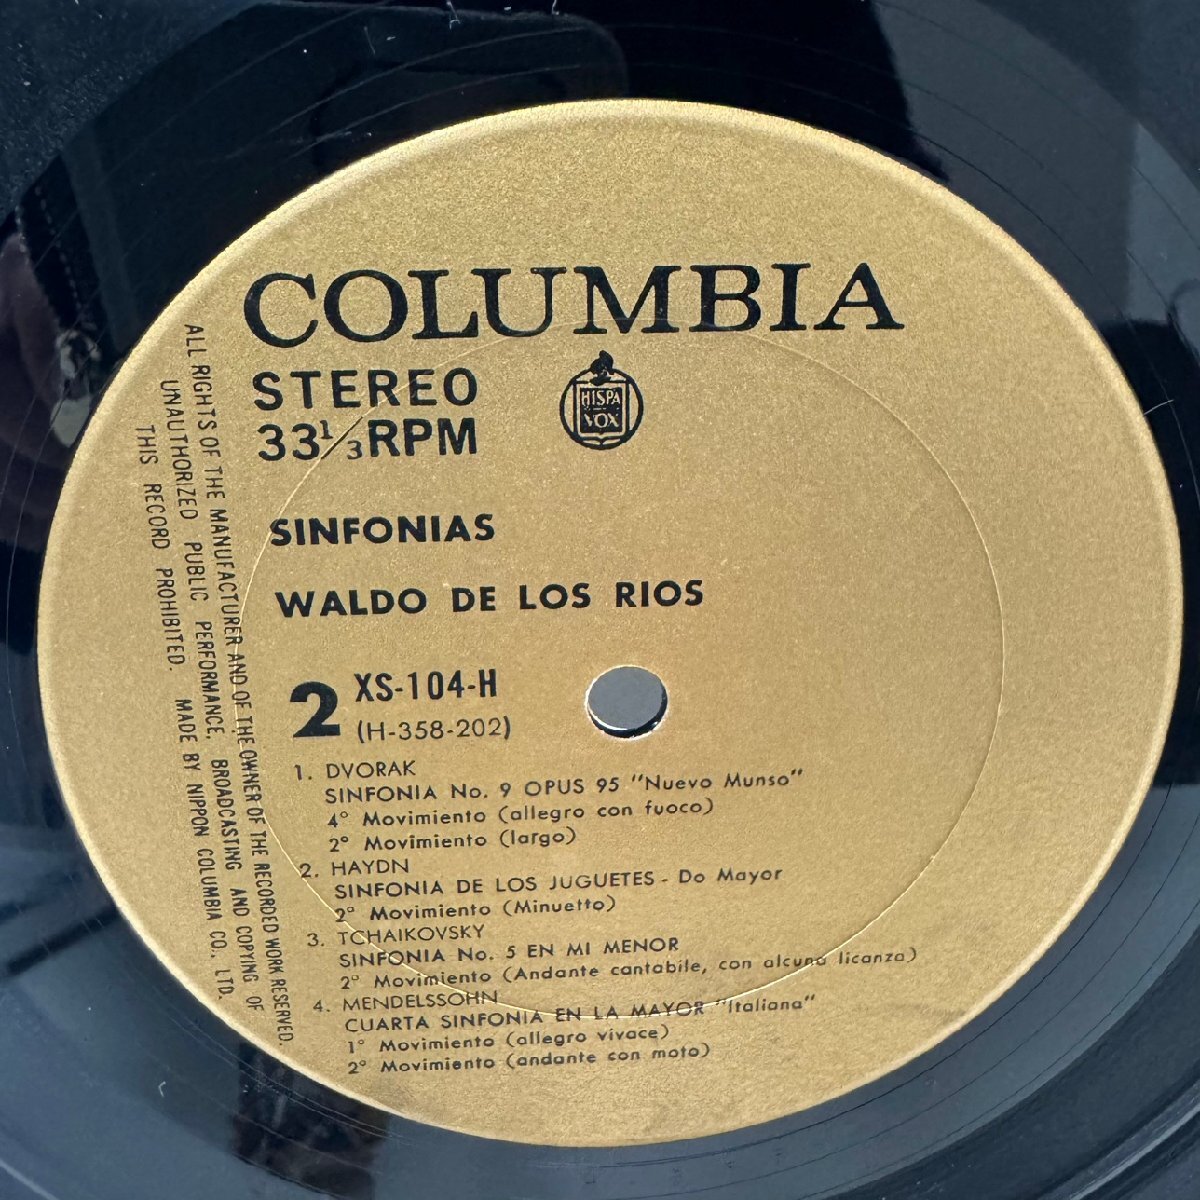 COLUMBIA
STEREO
33 1/3 RPM
HISPA
VOX
SINFONIAS
WALDO DE LOS RIOS
2 XS-104-H
(H-358-202)
1. DVORAK
SINFONIA No. 9 OPUS 95 "Nuevo Munso"
4° Movimiento (allegro con fuoco)
2° Movimiento (largo)
2. HAYDN
SINFONIA DE LOS JUGUETES - Do Mayor
2° Movimiento (Minuetto)
3. TCHAIKOVSKY
SINFONIA No. 5 EN MI MENOR
2° Movimiento (Andante cantabile, con alcuna licanza)
4. MENDELSSOHN
CUARTA SINFONIA EN LA MAYOR "Italiana"
1° Movimiento (allegro vivace)
2° Movimiento (andante con moto)
ALL RIGHTS OF THE MANUFACTURER AND OF THE OWNER OF THE RECORDED WORK RESERVED.
UNAUTHORIZED PUBLIC PERFORMANCE, BROADCASTING AND COPYING OF
THIS RECORD PROHIBITED. MADE BY NIPPON COLUMBIA CO., LTD.